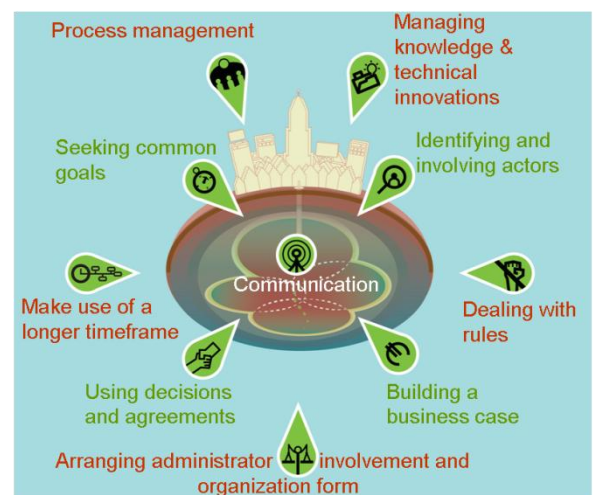 Process management
Managing
knowledge &
technical
innovations
Seeking common
goals
Identifying and
involving actors
Communication
Make use of a
longer timeframe
Dealing with
rules
Using decisions
and agreements
Building a
business case
Arranging administrator involvement and
organization form